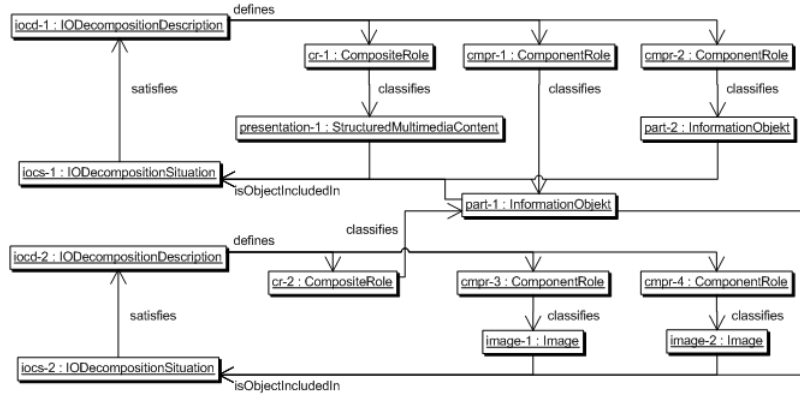 iocd-1 : IODecompositionDescription
defines
cr-1 : CompositeRole
cmpr-1 : ComponentRole
cmpr-2 : ComponentRole
satisfies
classifies
classifies
classifies
presentation-1 : StructuredMultimediaContent
part-2 : InformationObjekt
iocs-1 : IODecompositionSituation
isObjectIncludedIn
part-1 : InformationObjekt
classifies
defines
iocd-2 : IODecompositionDescription
cr-2 : CompositeRole
cmpr-3 : ComponentRole
cmpr-4 : ComponentRole
satisfies
classifies
classifies
image-1 : Image
image-2 : Image
iocs-2 : IODecompositionSituation
isObjectIncludedIn